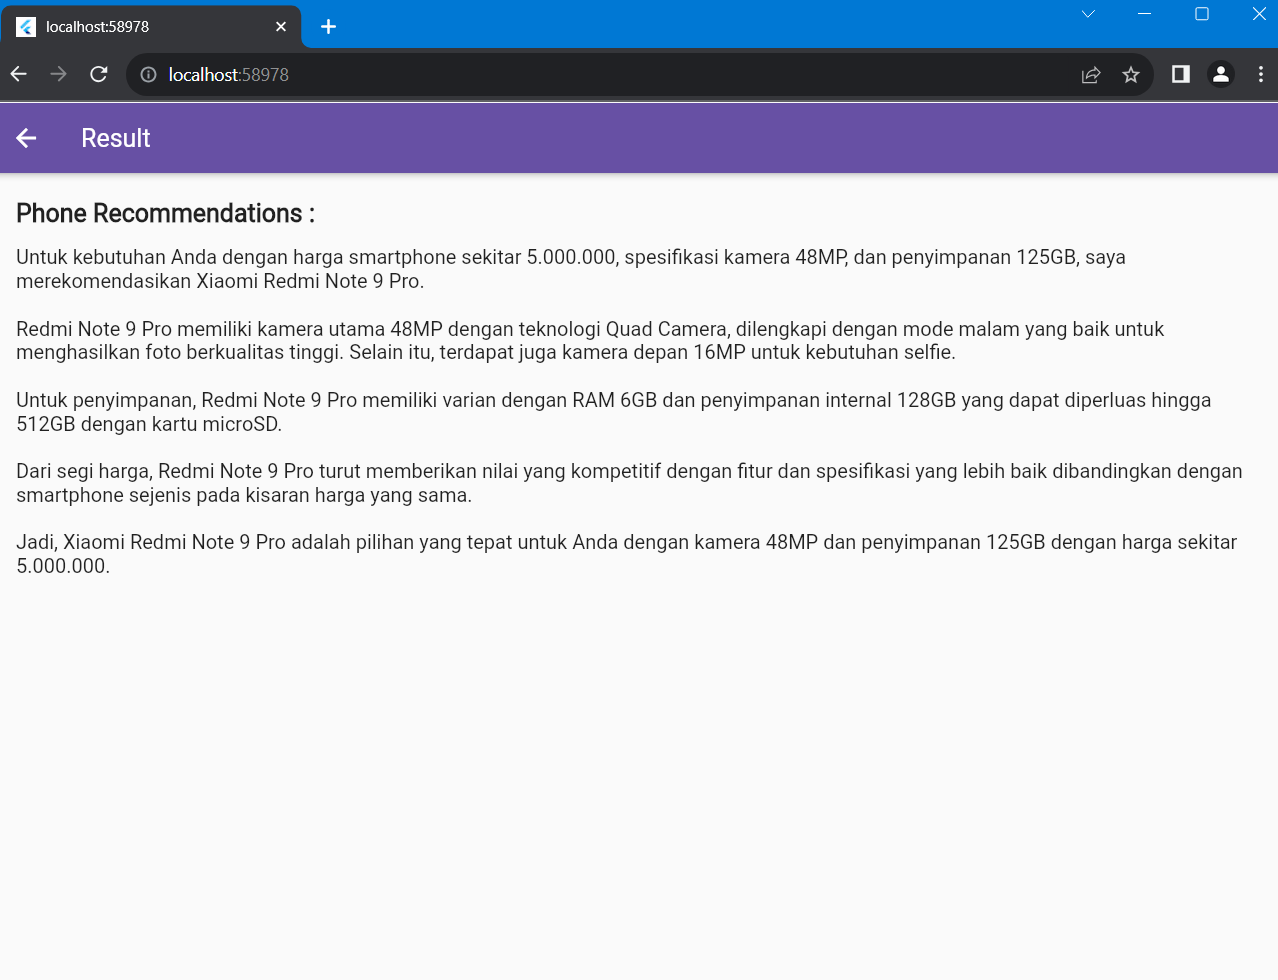 localhost:58978
localhost:58978
Result
Phone Recommendations :
Untuk kebutuhan Anda dengan harga smartphone sekitar 5.000.000, spesifikasi kamera 48MP, dan penyimpanan 125GB, saya
merekomendasikan Xiaomi Redmi Note 9 Pro.
Redmi Note 9 Pro memiliki kamera utama 48MP dengan teknologi Quad Camera, dilengkapi dengan mode malam yang baik untuk
menghasilkan foto berkualitas tinggi. Selain itu, terdapat juga kamera depan 16MP untuk kebutuhan selfie.
Untuk penyimpanan, Redmi Note 9 Pro memiliki varian dengan RAM 6GB dan penyimpanan internal 128GB yang dapat diperluas hingga
512GB dengan kartu microSD.
Dari segi harga, Redmi Note 9 Pro turut memberikan nilai yang kompetitif dengan fitur dan spesifikasi yang lebih baik dibandingkan dengan
smartphone sejenis pada kisaran harga yang sama.
Jadi, Xiaomi Redmi Note 9 Pro adalah pilihan yang tepat untuk Anda dengan kamera 48MP dan penyimpanan 125GB dengan harga sekitar
5.000.000.